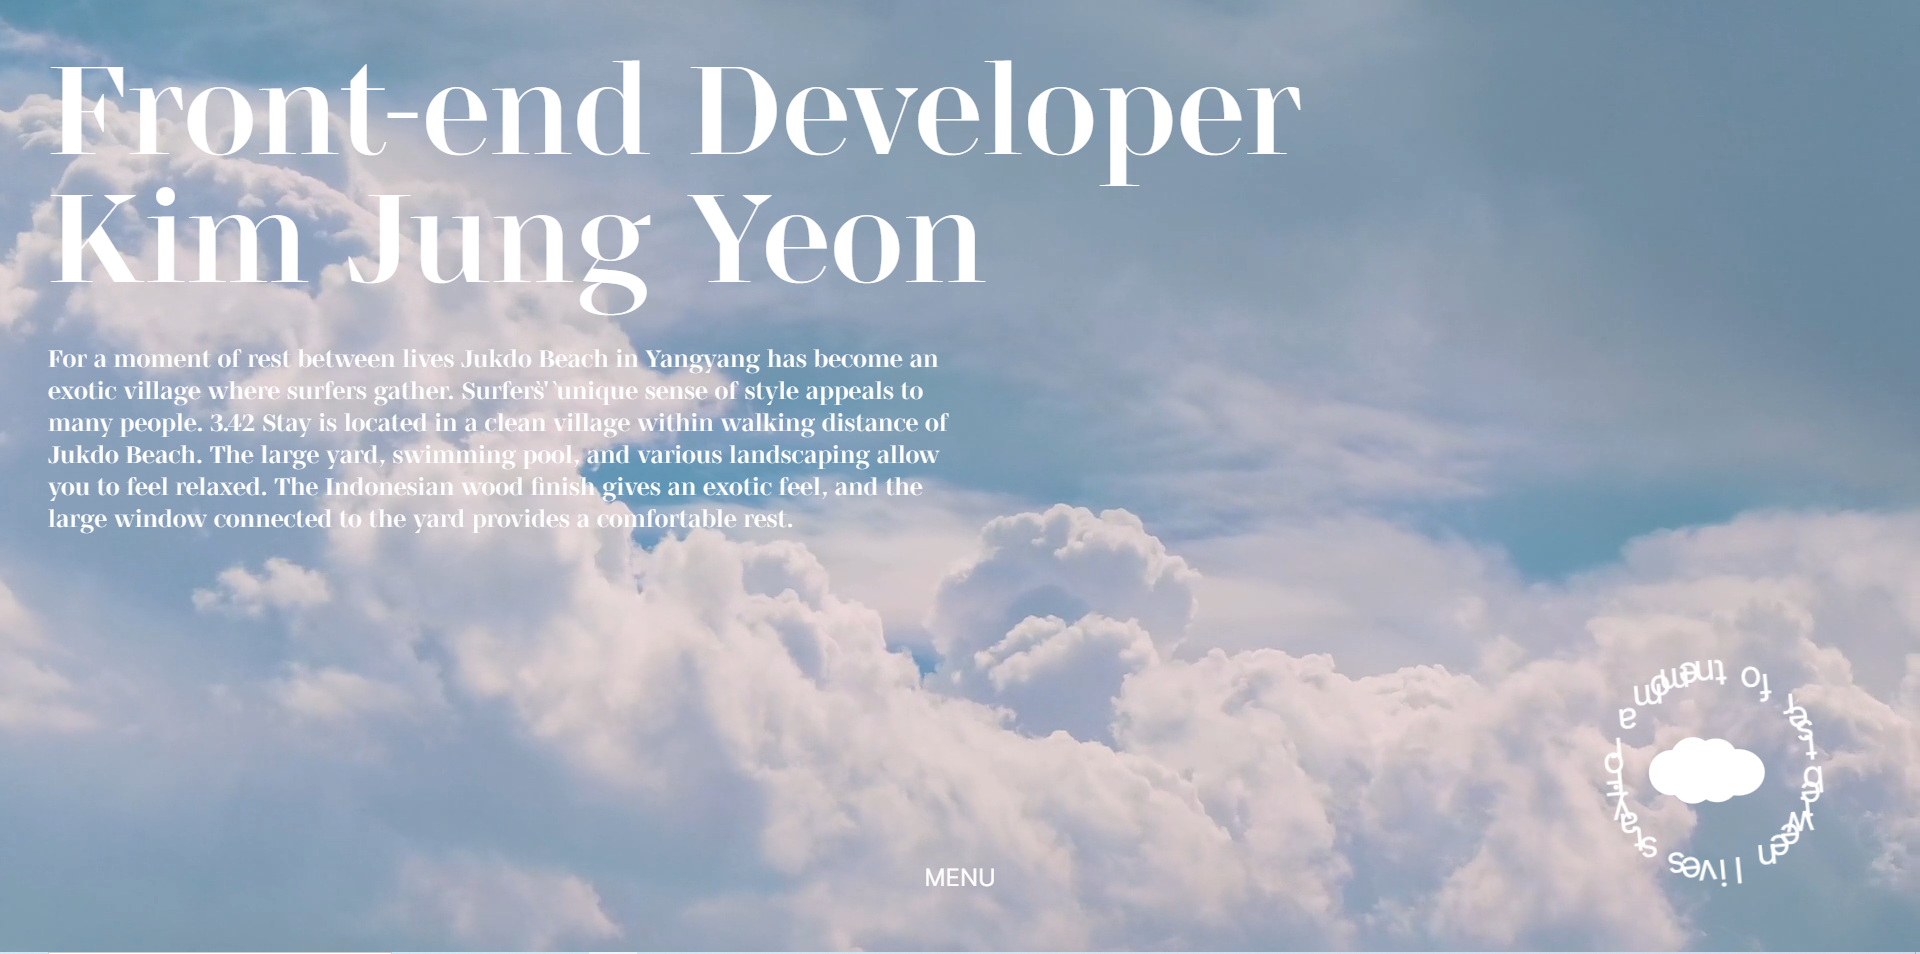 Front-end Developer
Kim Jung Yeon
For a moment of rest between lives Jukdo Beach in Yangyang has become an
exotic village where surfers gather. Surfers̀' ̀unique sense of style appeals to
many people. 3.42 Stay is located in a clean village within walking distance of
Jukdo Beach. The large yard, swimming pool, and various landscaping allow
you to feel relaxed. The Indonesian wood finish gives an exotic feel, and the
large window connected to the yard provides a comfortable rest.
MENU
a moment of rest between lives stay